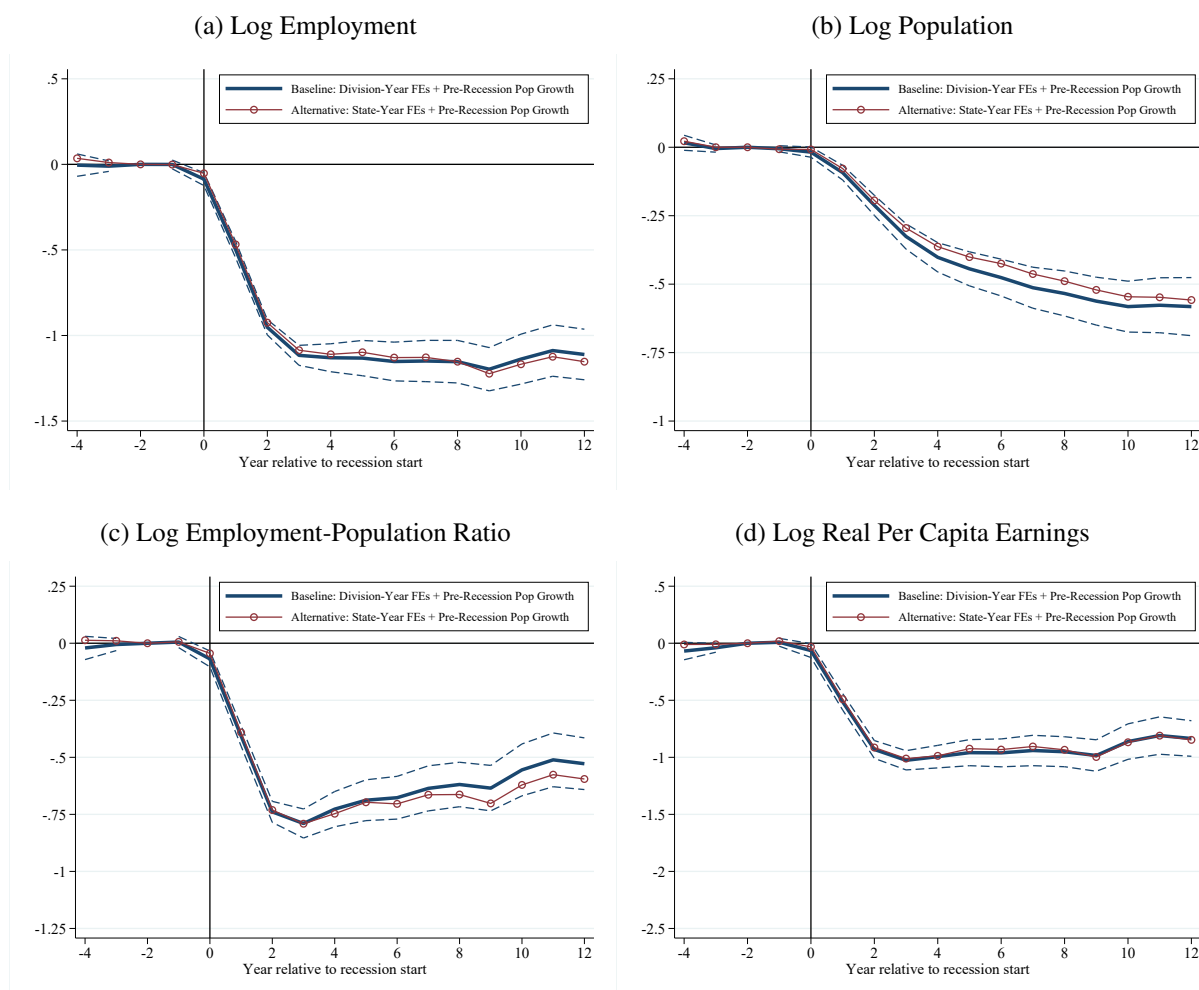 (a) Log Employment
.5
0
-.5
-1
-1.5
Baseline: Division-Year FEs + Pre-Recession Pop Growth
Alternative: State-Year FEs + Pre-Recession Pop Growth
-4 -2 0 2 4 6 8 10 12
Year relative to recession start
(b) Log Population
.25
0
-.25
-.5
-.75
-1
Baseline: Division-Year FEs + Pre-Recession Pop Growth
Alternative: State-Year FEs + Pre-Recession Pop Growth
-4 -2 0 2 4 6 8 10 12
Year relative to recession start
(c) Log Employment-Population Ratio
.25
0
-.25
-.5
-.75
-1
-1.25
Baseline: Division-Year FEs + Pre-Recession Pop Growth
Alternative: State-Year FEs + Pre-Recession Pop Growth
-4 -2 0 2 4 6 8 10 12
Year relative to recession start
(d) Log Real Per Capita Earnings
.5
0
-.5
-1
-1.5
-2
-2.5
Baseline: Division-Year FEs + Pre-Recession Pop Growth
Alternative: State-Year FEs + Pre-Recession Pop Growth
-4 -2 0 2 4 6 8 10 12
Year relative to recession start